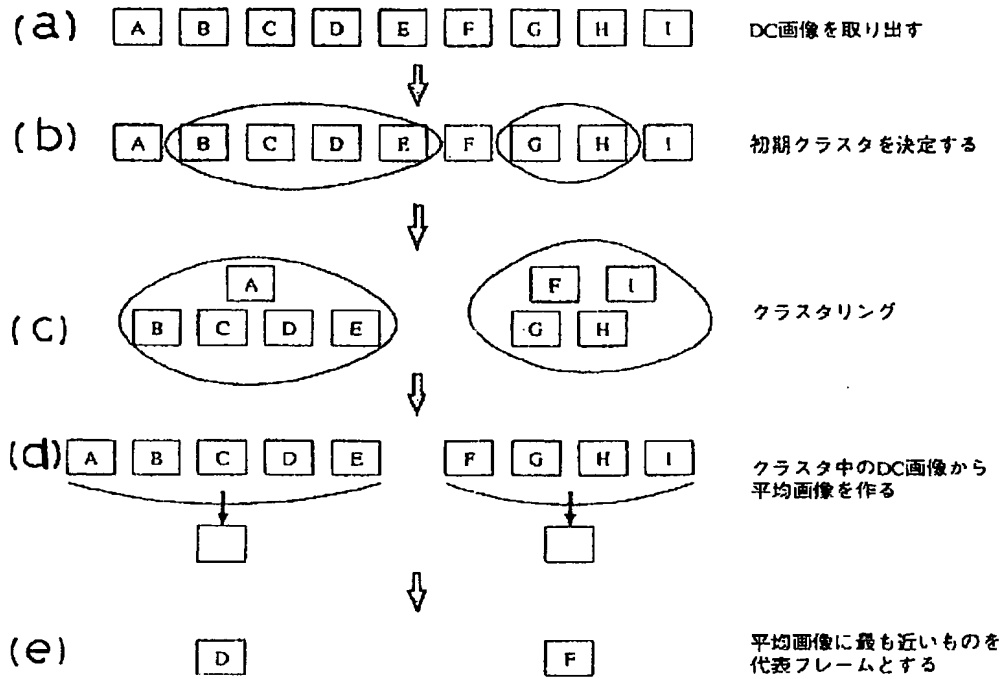 (a) A B C D E F G H I DC画像を取り出す
(b) A B C D E F G H I 初期クラスタを決定する
A F I
(c) B C D E G H クラスタリング
(d) A B C D E F G H I クラスタ中のDC画像から
平均画像を作る
(e) D F 平均画像に最も近いものを
代表フレームとする